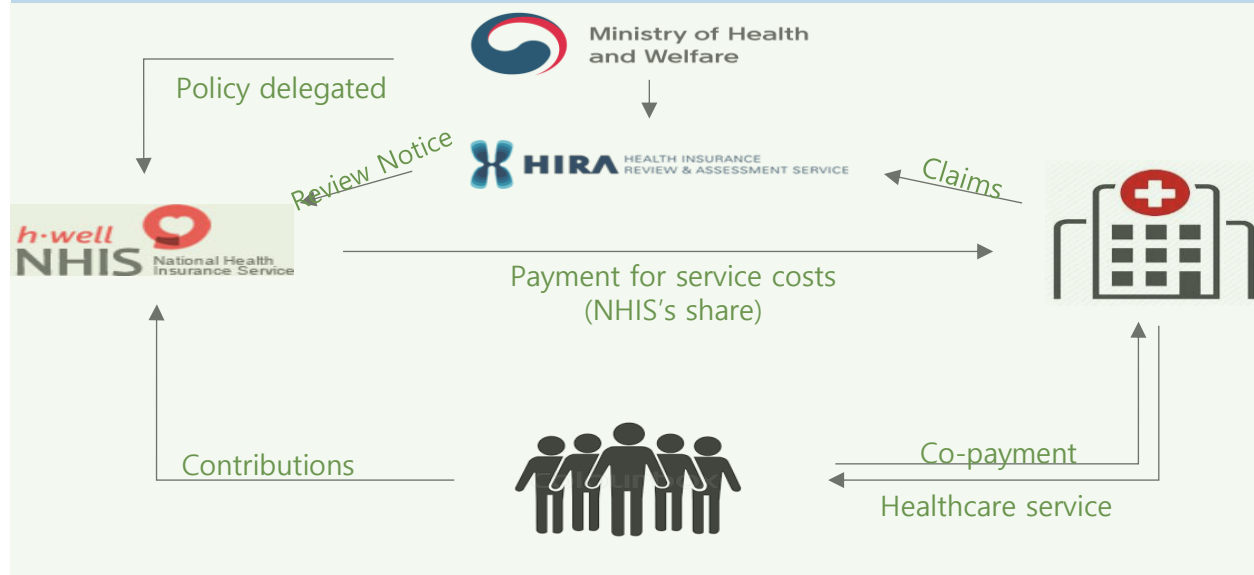 Ministry of Health
and Welfare
Policy delegated
Review Notice
HIRA
HEALTH INSURANCE
REVIEW & ASSESSMENT SERVICE
Claims
h·well
NHIS
National Health
Insurance Service
Payment for service costs
(NHIS’s share)
Contributions
Co-payment
Healthcare service